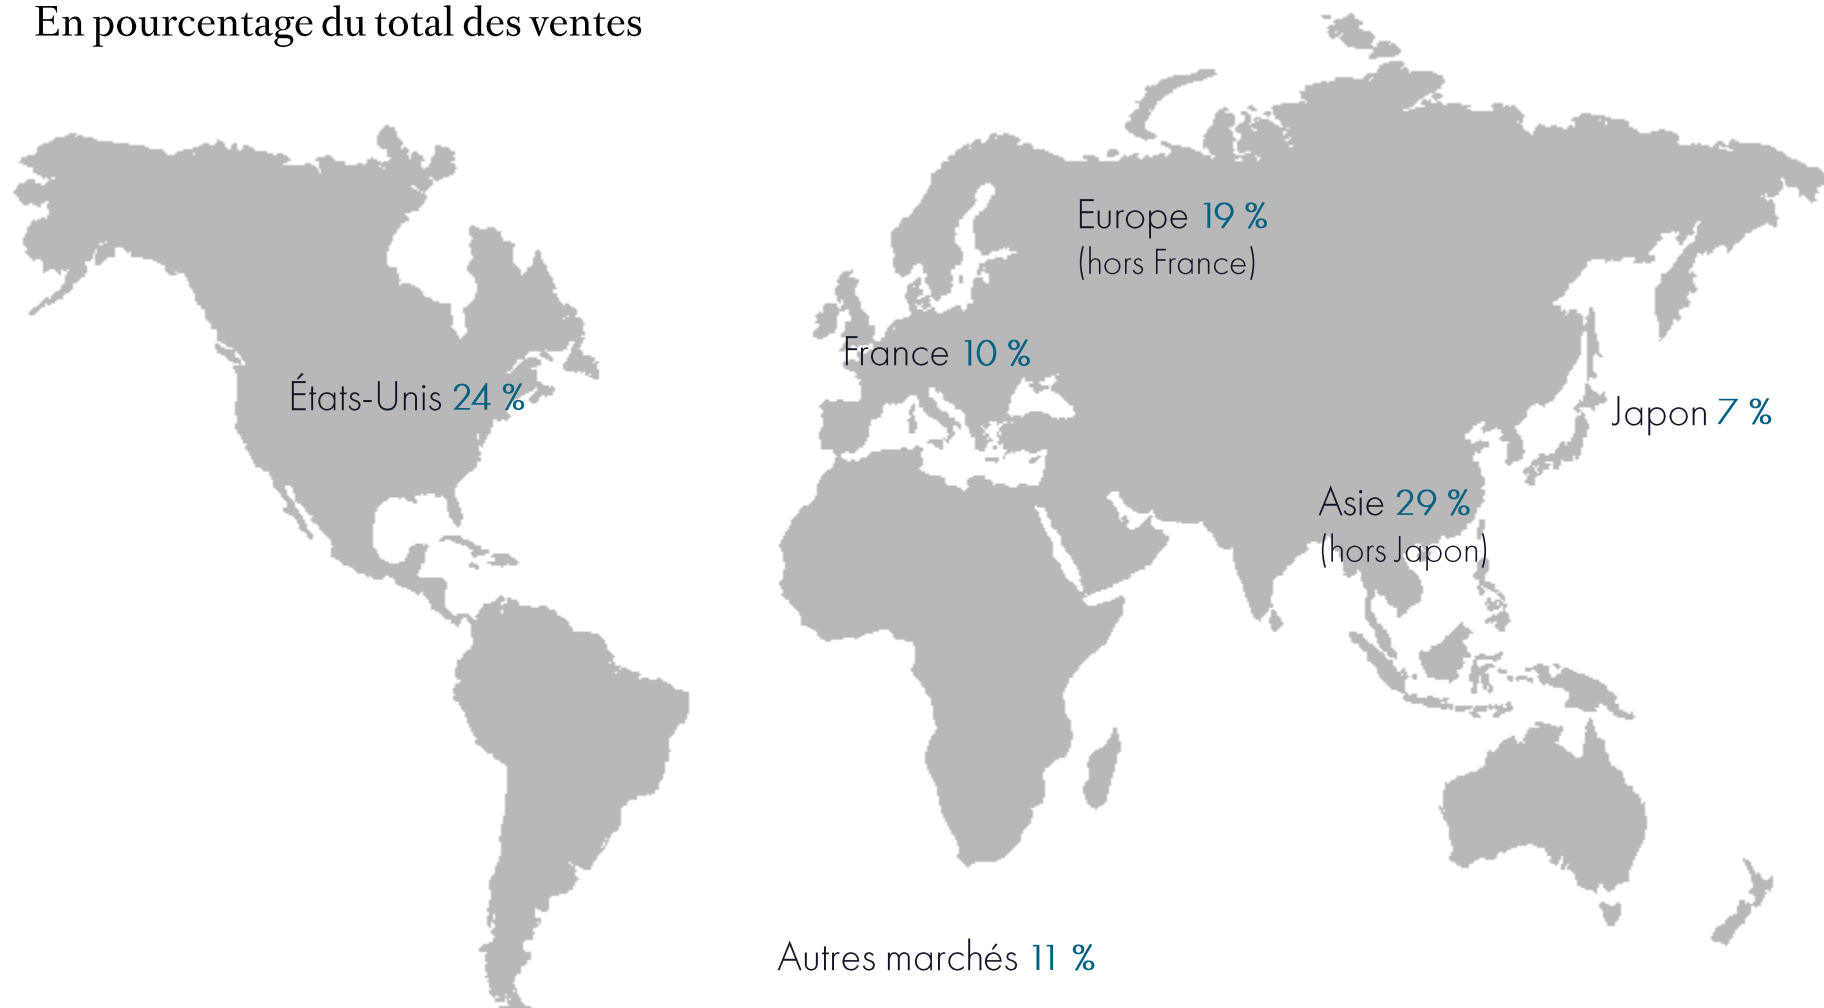 En pourcentage du total des ventes
Europe 19 %
(hors France)
France 10 %
États-Unis 24 %
Japon 7 %
Asie 29 %
(hors Japon)
Autres marchés 11 %